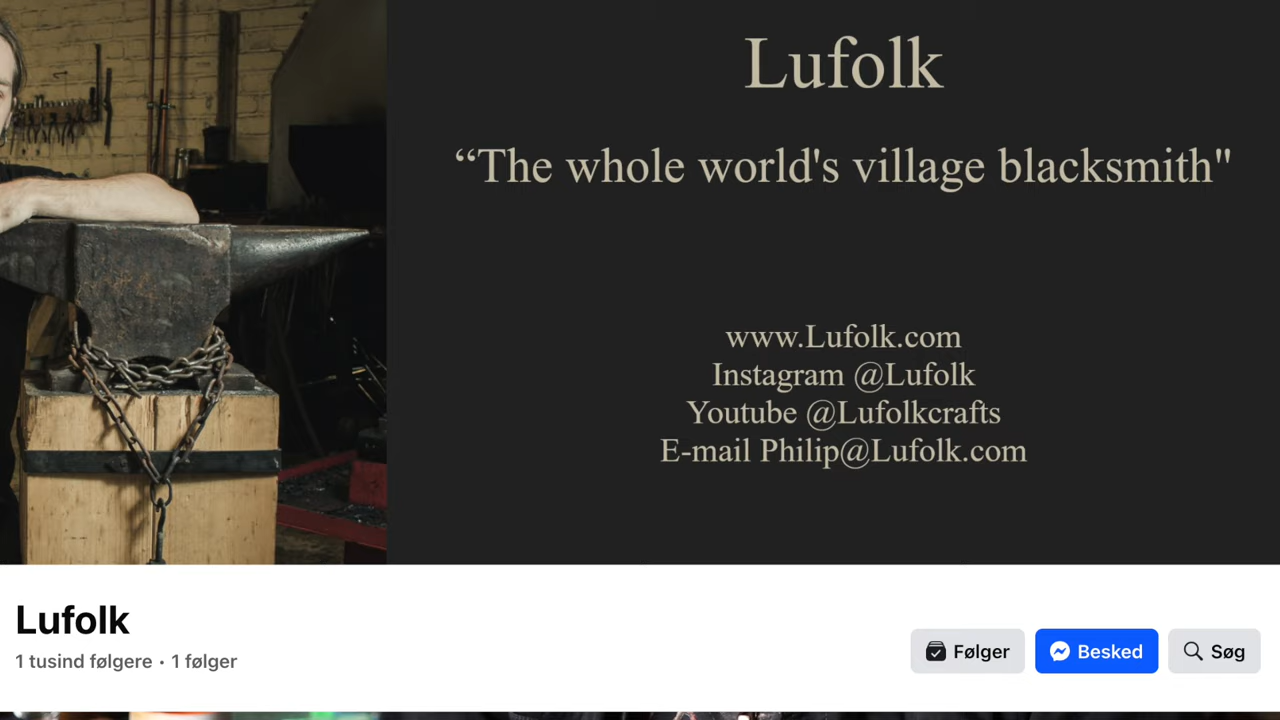 Lufolk
“The whole world's village blacksmith"
www.Lufolk.com
Instagram @Lufolk
Youtube @Lufolkcrafts
E-mail Philip@Lufolk.com
Lufolk
1 tusind følgere • 1 følger
Følger
Besked
Søg